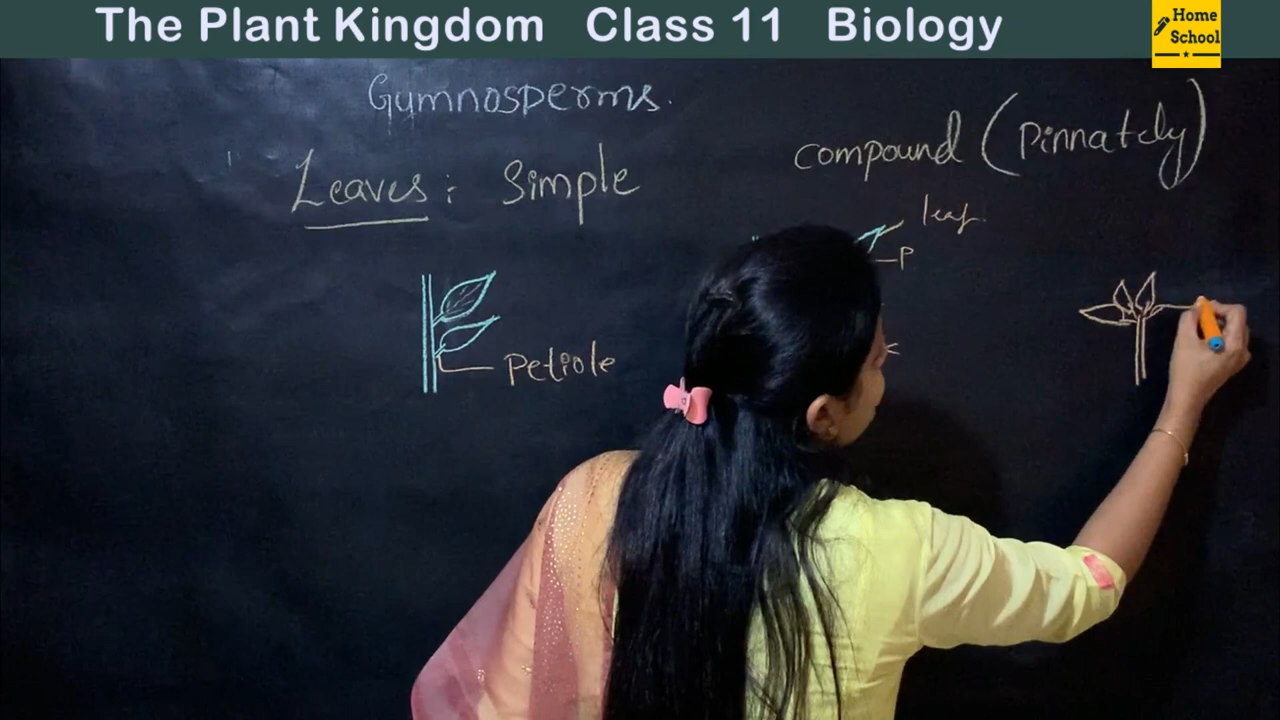 The Plant Kingdom Class 11 Biology
Home
School
Gymnosperms.
Leaves: Simple
compound (Pinnately)
leaf
P
Petiole